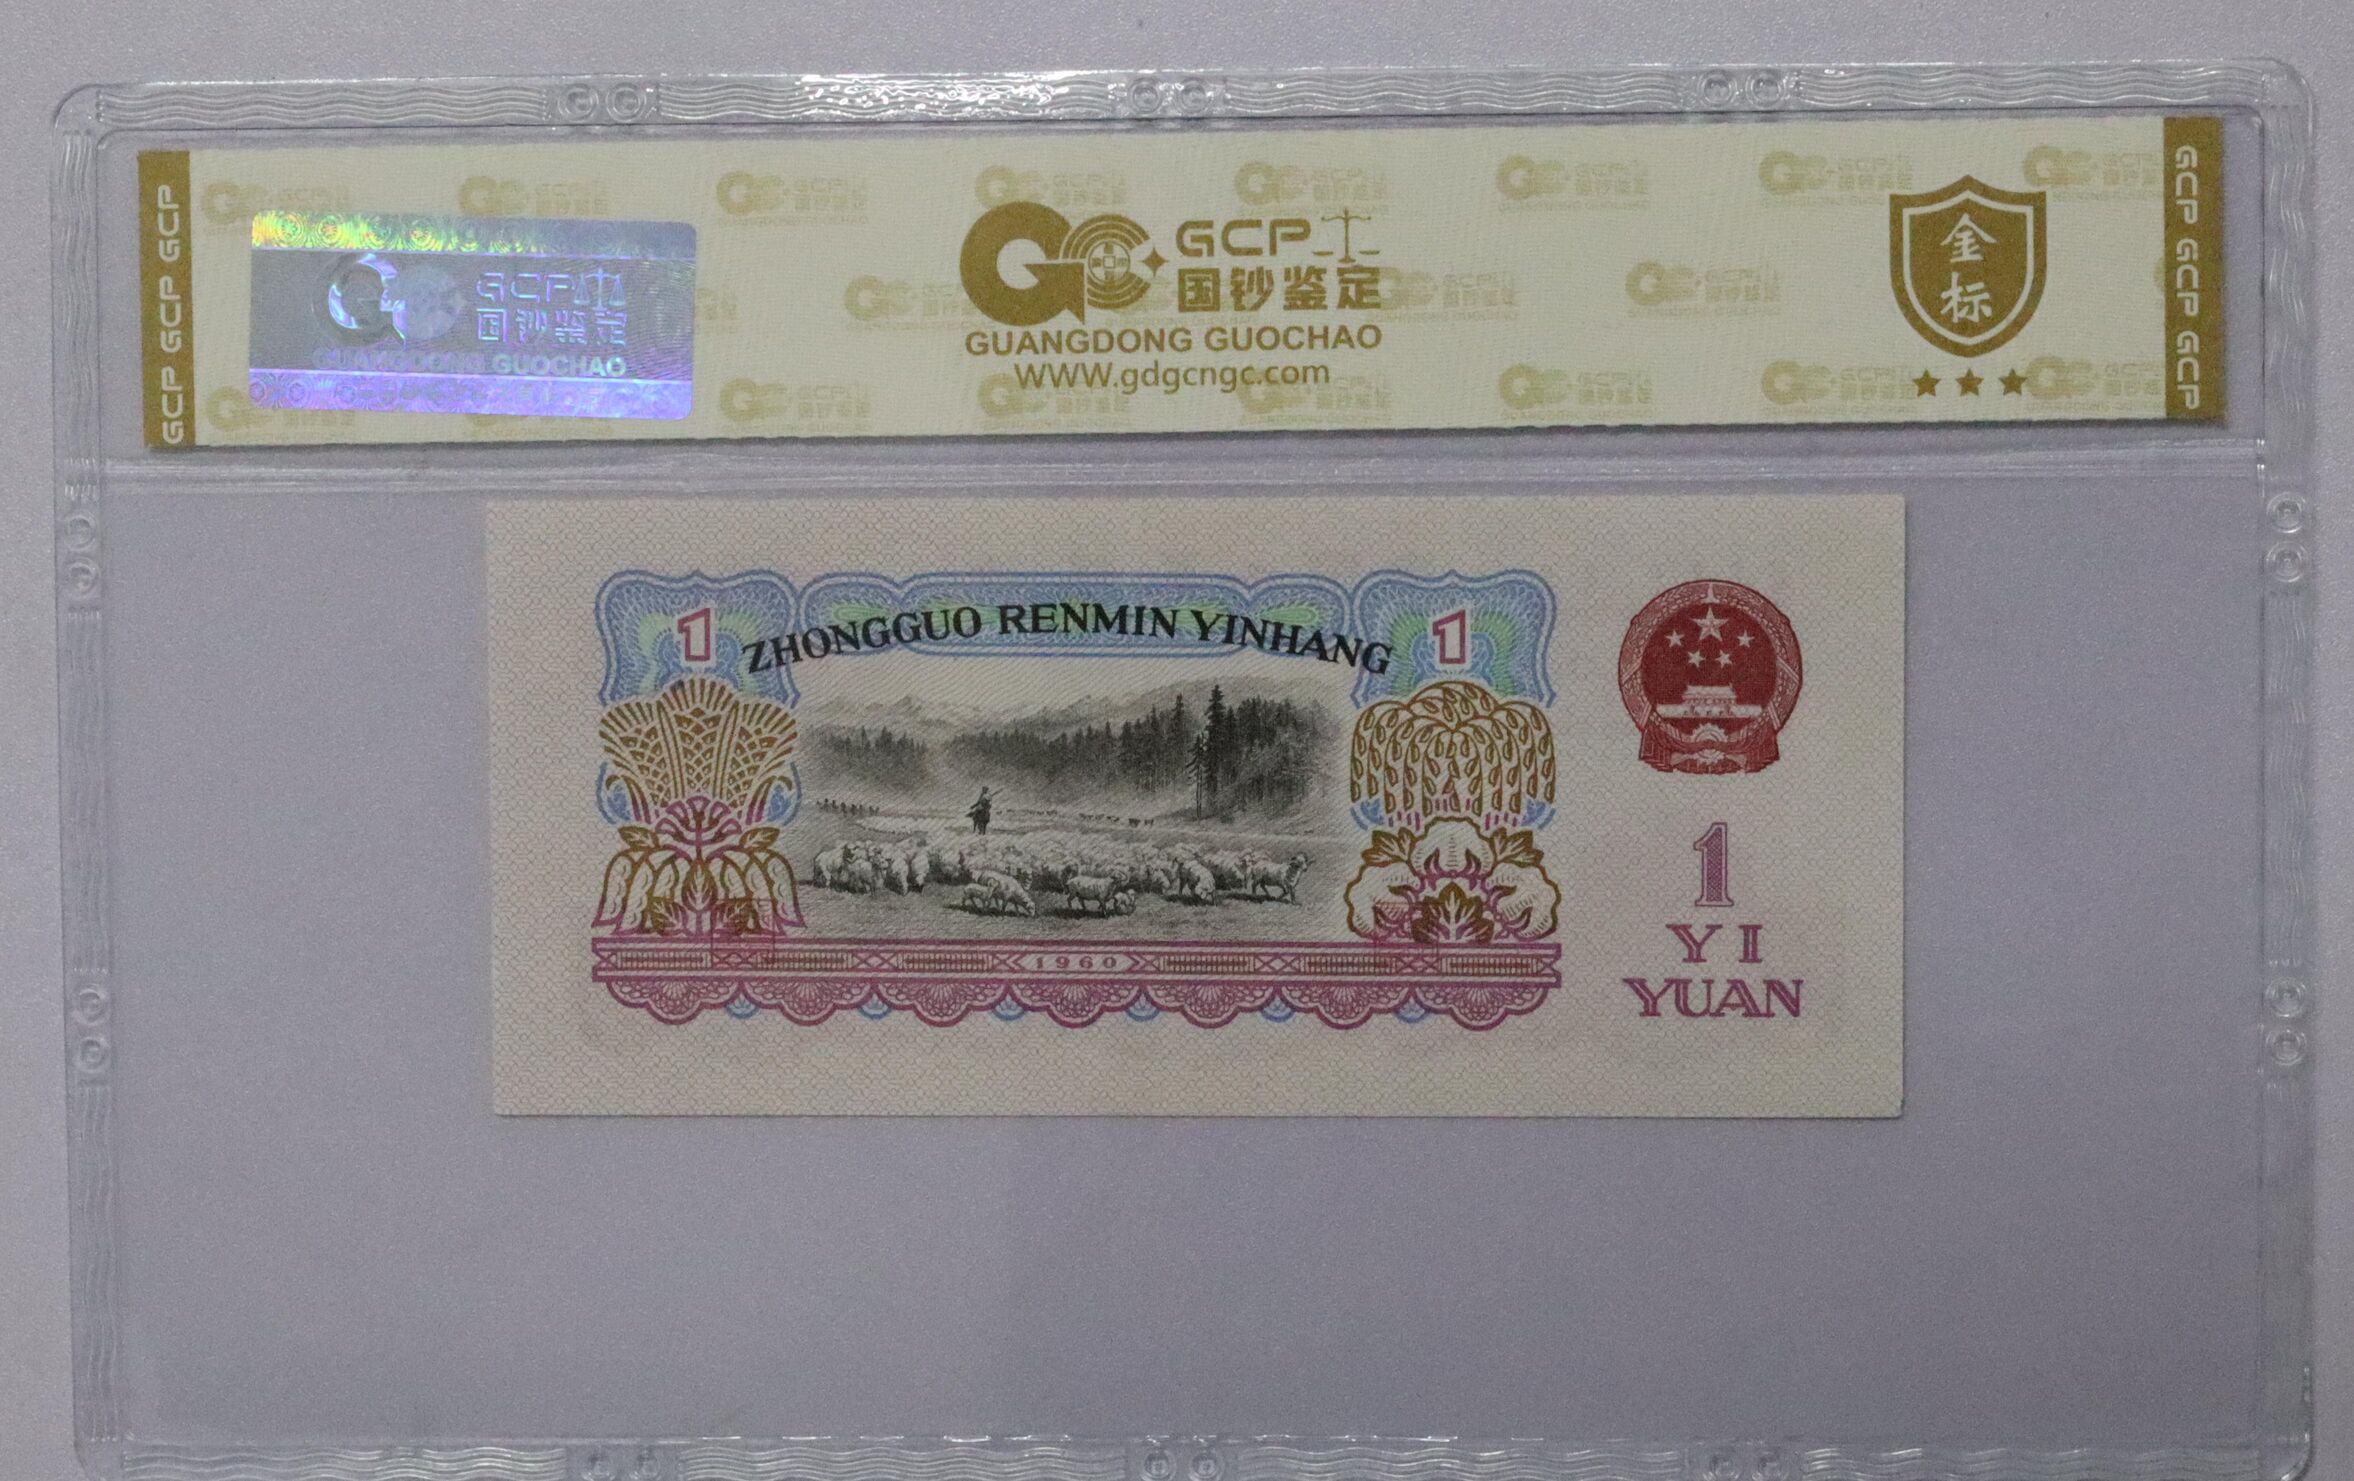 GCP GCP GCP
GCP
国钞鉴定
GUANGDONG GUOCHAO
GCP
国钞鉴定
GUANGDONG GUOCHAO
www.gdgcngc.com
金标
GCP GCP GCP GCP
ZHONGGUO RENMIN YINHANG
1
1
1960
1
YI
YUAN